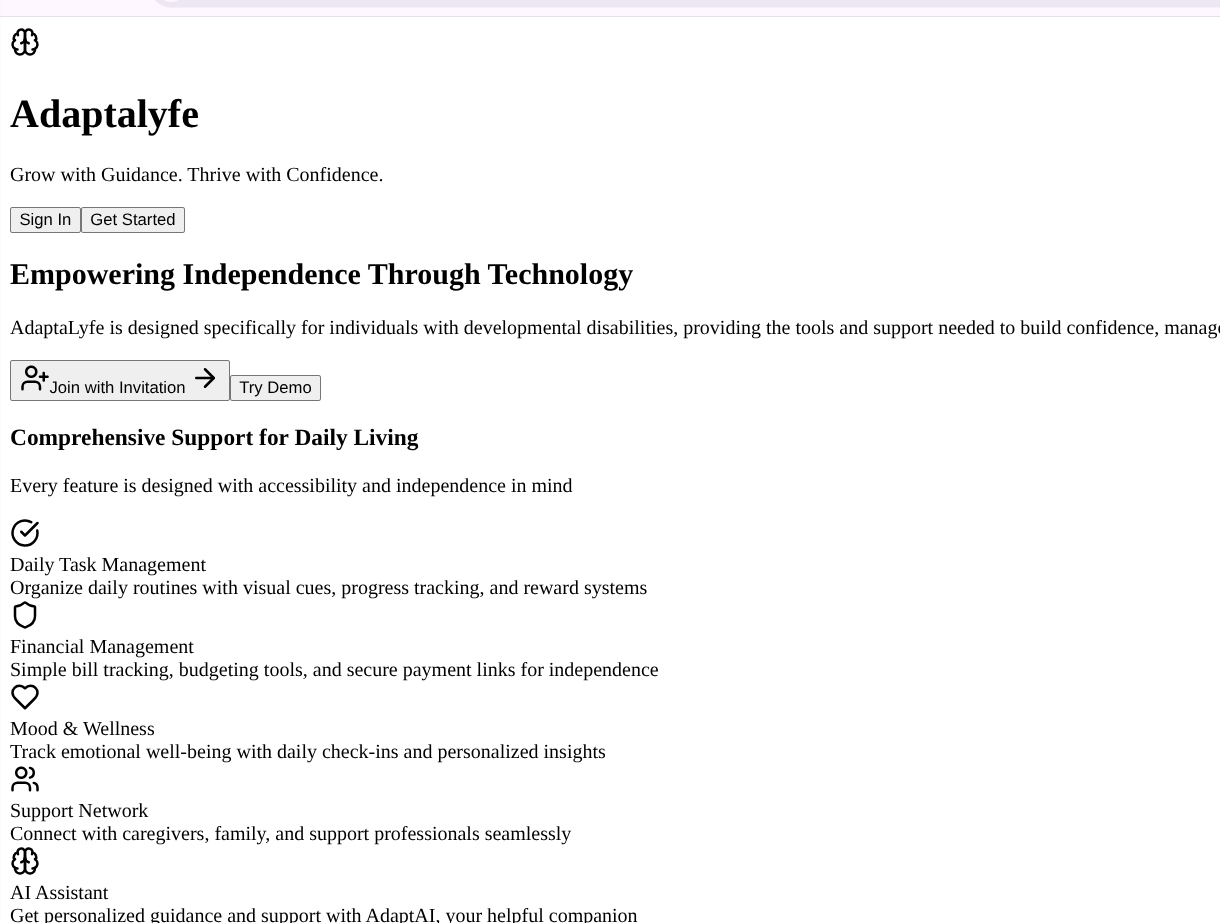 Adaptalyfe
Grow with Guidance. Thrive with Confidence.
Sign In Get Started
Empowering Independence Through Technology
AdaptaLyfe is designed specifically for individuals with developmental disabilities, providing the tools and support needed to build confidence,
Join with Invitation Try Demo
Comprehensive Support for Daily Living
Every feature is designed with accessibility and independence in mind
Daily Task Management
Organize daily routines with visual cues, progress tracking, and reward systems
Financial Management
Simple bill tracking, budgeting tools, and secure payment links for independence
Mood & Wellness
Track emotional well-being with daily check-ins and personalized insights
Support Network
Connect with caregivers, family, and support professionals seamlessly
AI Assistant
Get personalized guidance and support with AdaptAI, your helpful companion